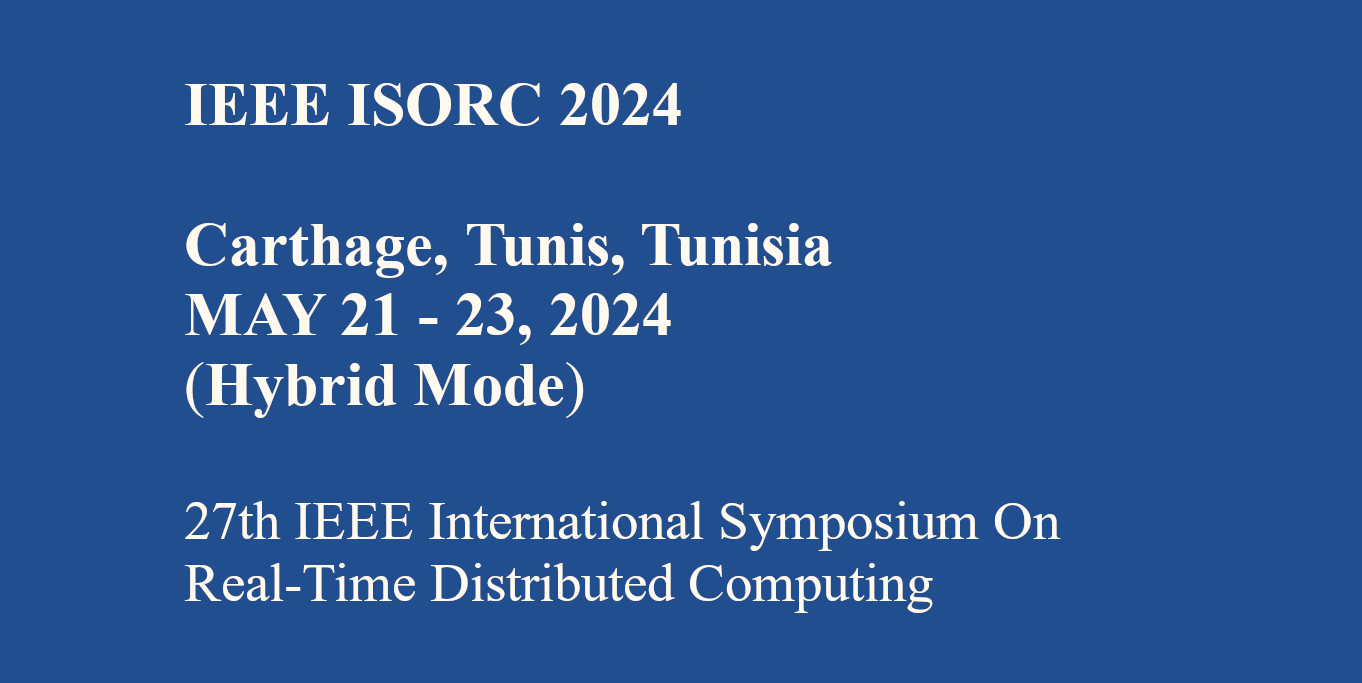 IEEE ISORC 2024
Carthage, Tunis, Tunisia
MAY 21 - 23, 2024
(Hybrid Mode)
27th IEEE International Symposium On
Real-Time Distributed Computing